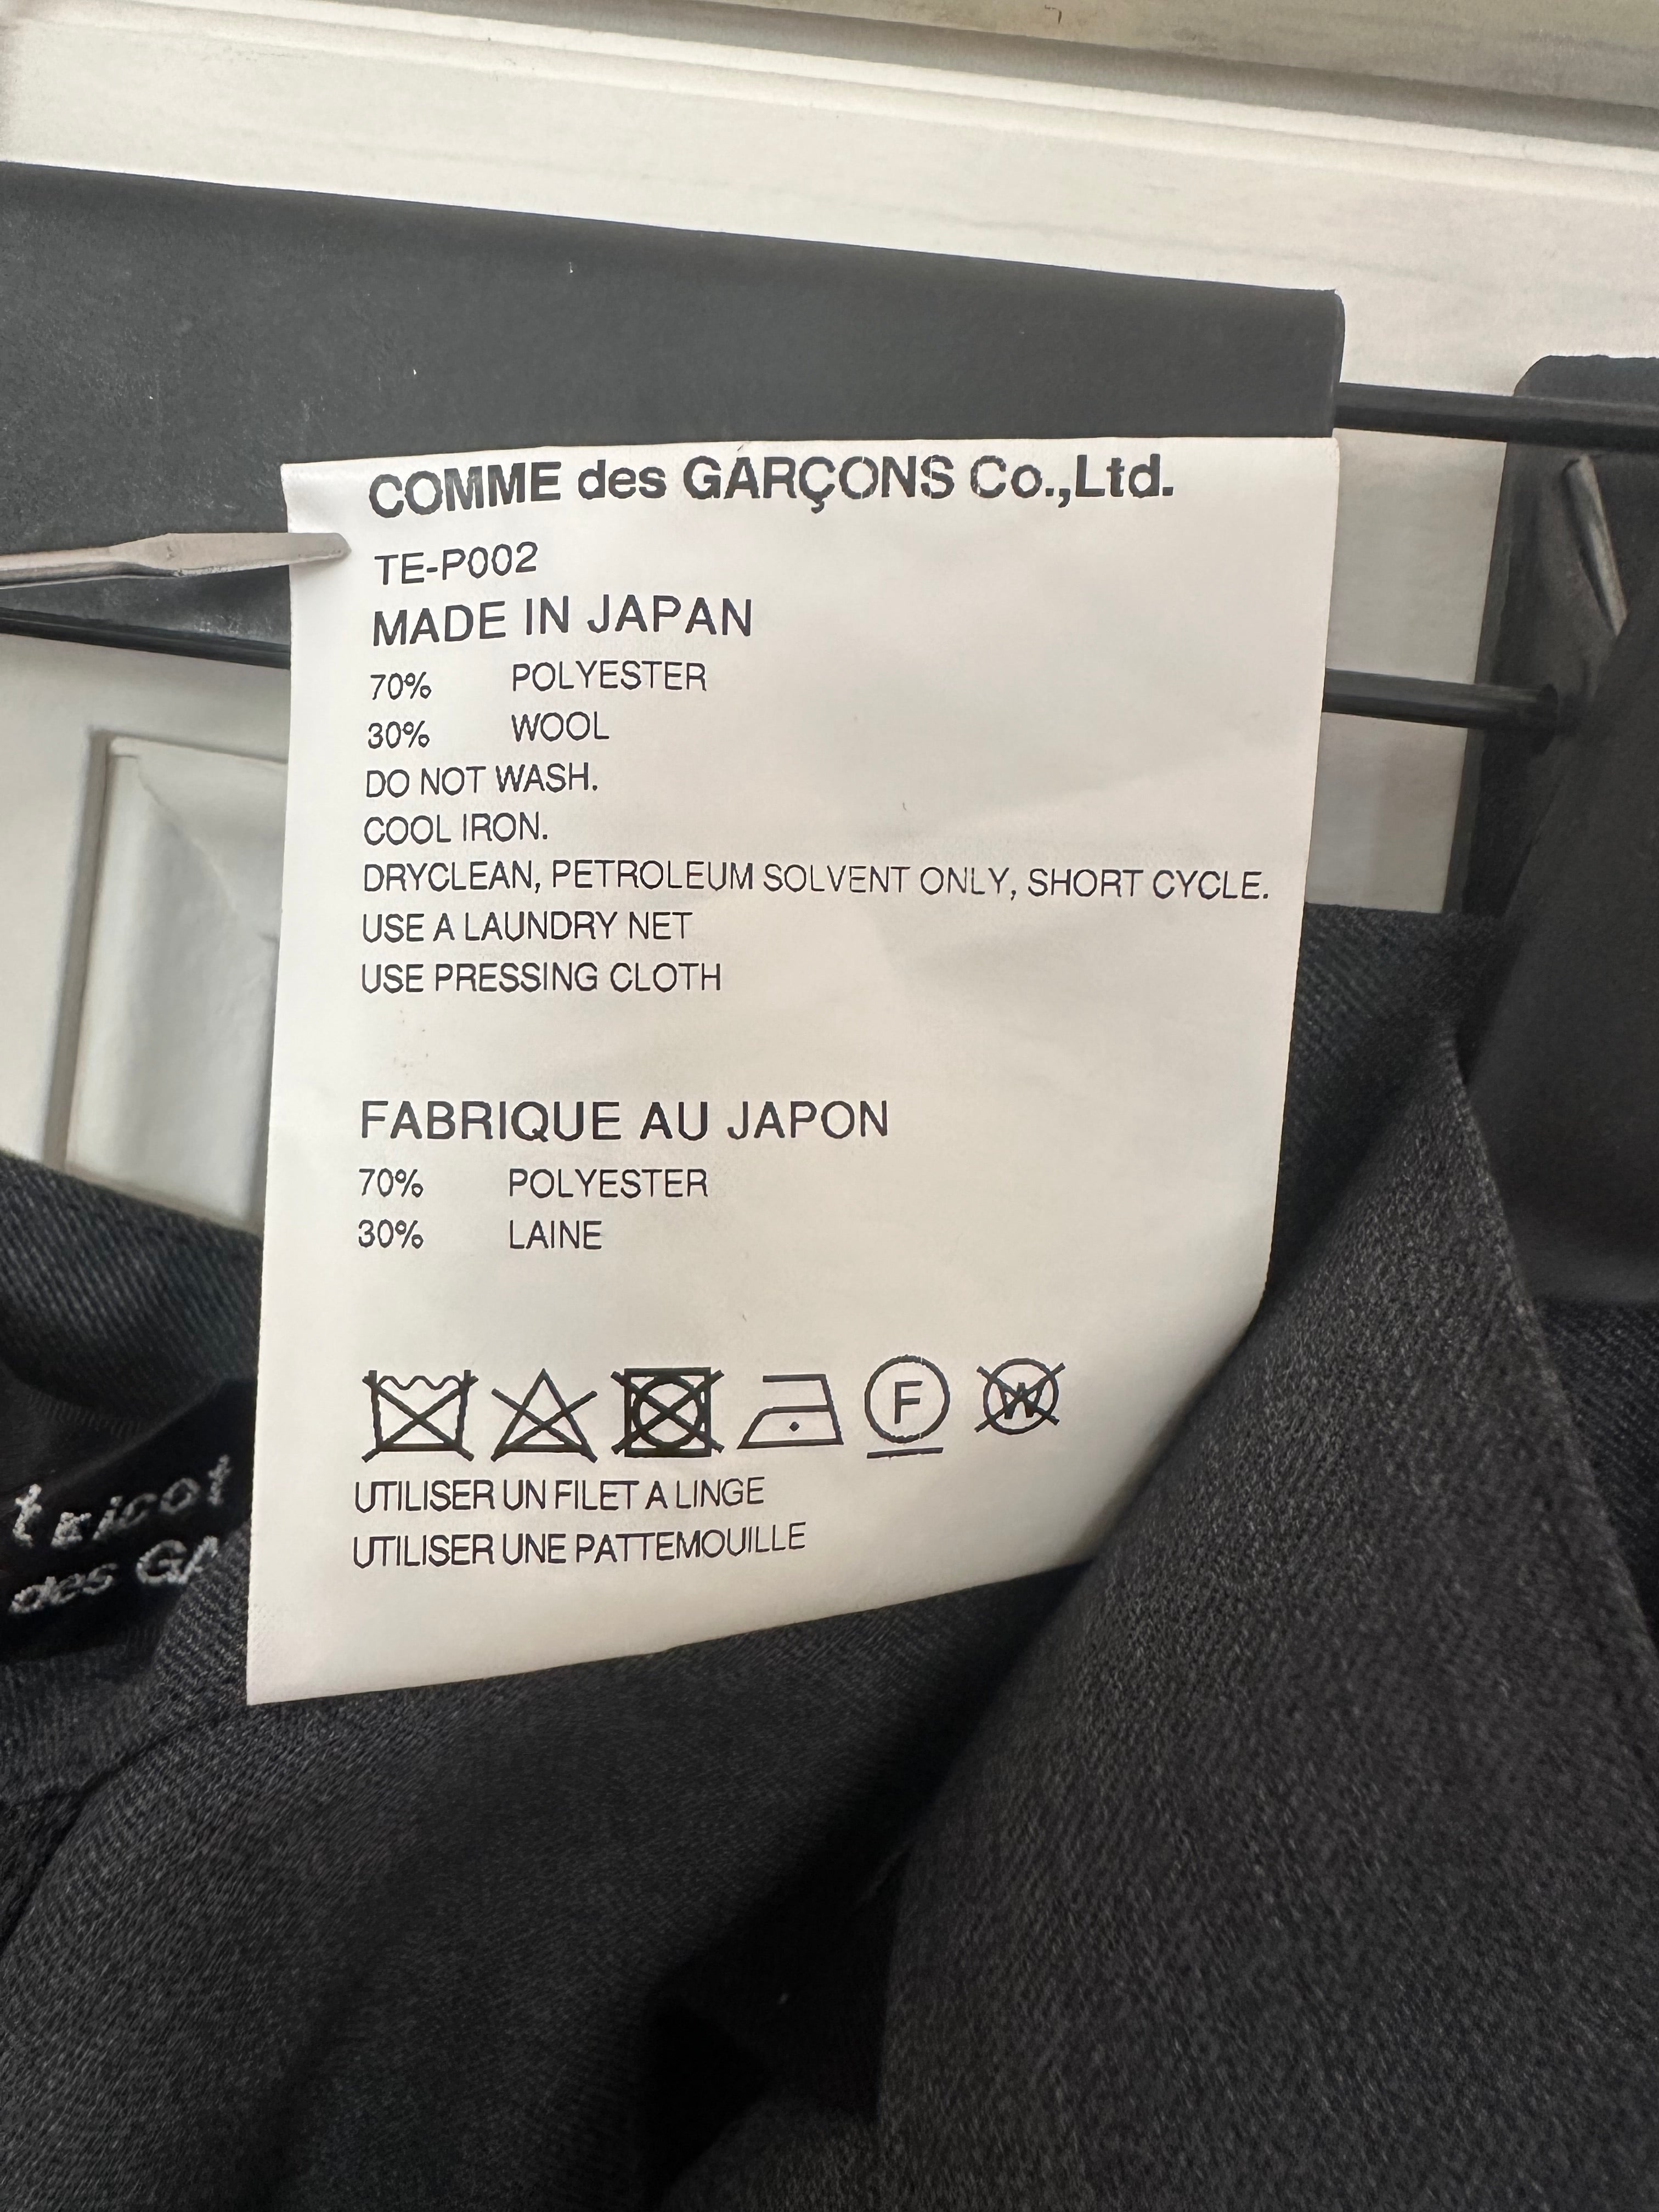 COMME des GARÇONS Co.,Ltd.
TE-P002
MADE IN JAPAN
70% POLYESTER
30% WOOL
DO NOT WASH.
COOL IRON.
DRYCLEAN, PETROLEUM SOLVENT ONLY, SHORT CYCLE.
USE A LAUNDRY NET
USE PRESSING CLOTH
FABRIQUE AU JAPON
70% POLYESTER
30% LAINE
F W
UTILISER UN FILET A LINGE
UTILISER UNE PATTEMOUILLE
tricot
des GA